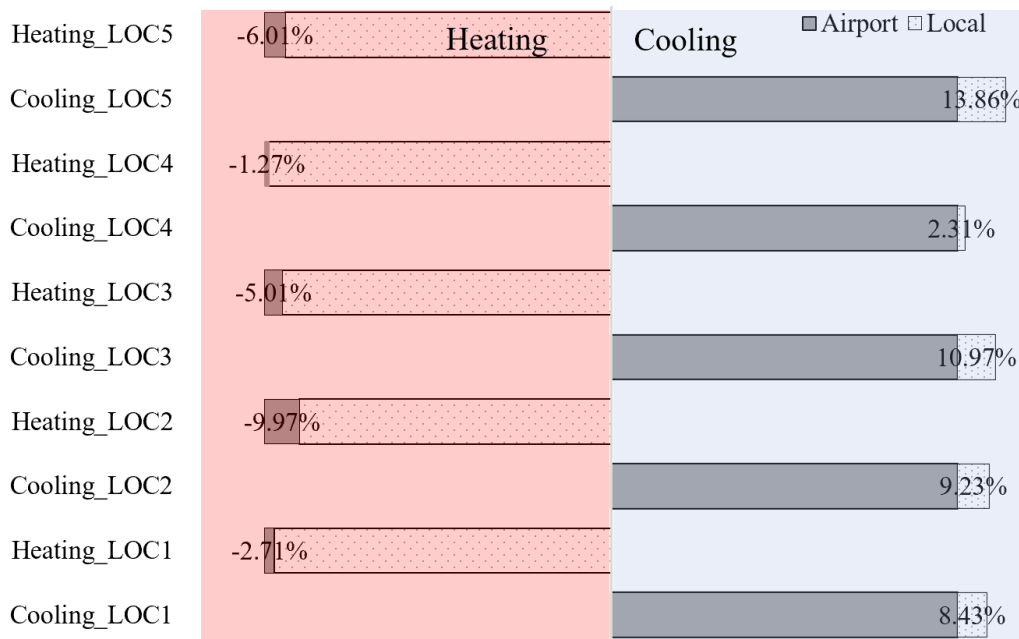 Heating_LOC5 -6.01% Heating Cooling Airport Local
Cooling_LOC5 13.86%
Heating_LOC4 -1.27%
Cooling_LOC4 2.31%
Heating_LOC3 -5.01%
Cooling_LOC3 10.97%
Heating_LOC2 -9.97%
Cooling_LOC2 9.23%
Heating_LOC1 -2.71%
Cooling_LOC1 8.43%